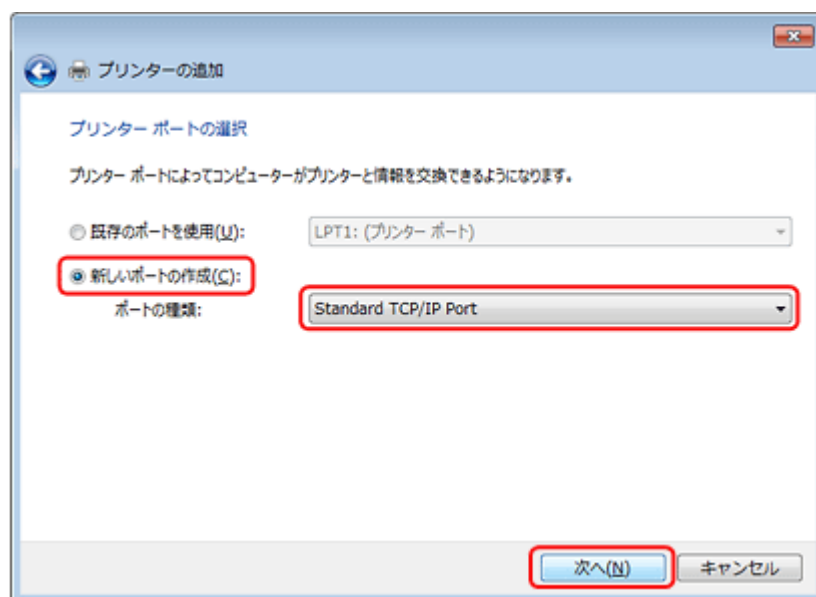 プリンターの追加
プリンター ポートの選択
プリンター ポートによってコンピューターがプリンターと情報を交換できるようになります。
既存のポートを使用(U): LPT1: (プリンター ポート)
新しいポートの作成(C):
ポートの種類: Standard TCP/IP Port
次へ(N) キャンセル